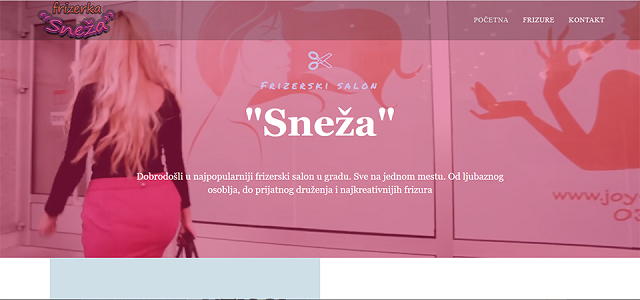 frizerka
"Sneža"
POČETNA
FRIZURE
KONTAKT
Frizerski salon
"Sneža"
Dobrodošli u najpopularniji frizerski salon u gradu. Sve na jednom mestu. Od ljubaznog
osoblja, do prijatnog druženja i najkreativnijih frizura
www.joy
03